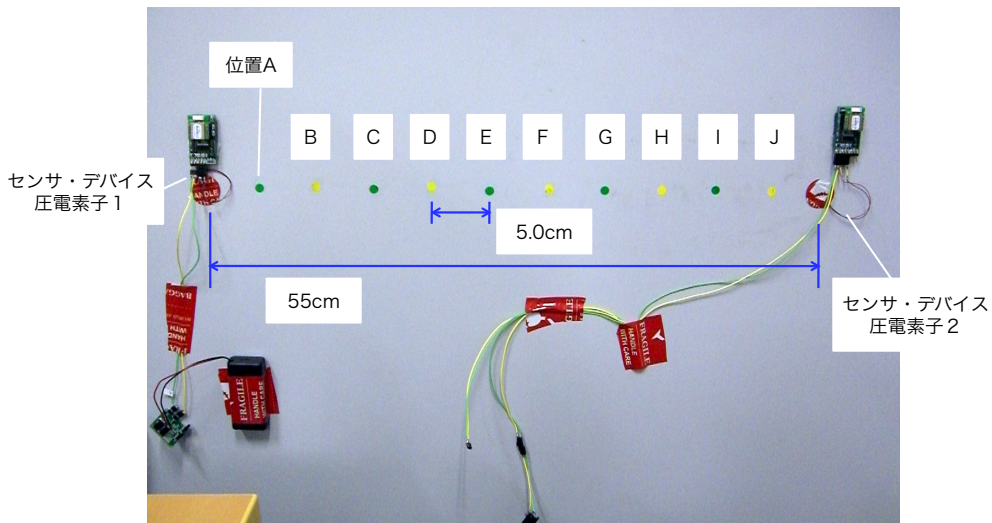 位置A
B
C
D
E
F
G
H
I
J
センサ・デバイス
圧電素子1
HANDLE
5.0cm
55cm
センサ・デバイス
圧電素子2
BAGGA
HANDLE
WITH
FRAGILE
HANDLE
WITH CARE
FRAGILE
HANDLE
WITH CARE